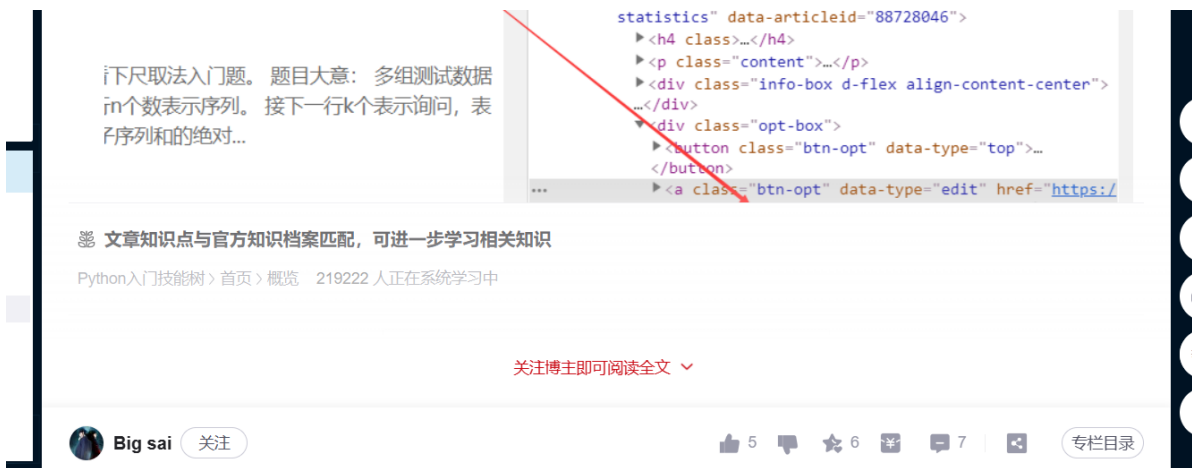 statistics" data-articleid="88728046">
▶<h4 class>…</h4>
▶<p class="content">…</p>
▶<div class="info-box d-flex align-content-center">
…</div>
▼<div class="opt-box">
▶<button class="btn-opt" data-type="top">…
</button>
▶<a class="btn-opt" data-type="edit" href="https:/
下尺取法入门题。 题目大意： 多组测试数据
行n个数表示序列。 接下一行k个表示询问，表
子序列和的绝对...
文章知识点与官方知识档案匹配，可进一步学习相关知识
Python入门技能树 > 首页 > 概览 219222 人正在系统学习中
关注博主即可阅读全文
Big sai 关注 5 6 7 专栏目录